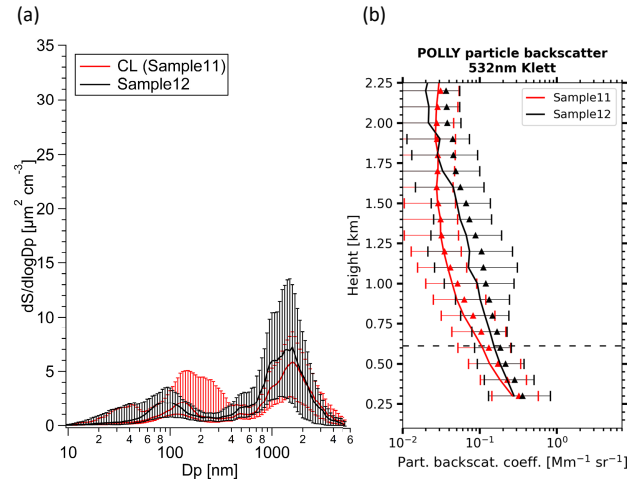 (a)
(b)
35
30
25
20
15
10
5
0
dS/dlogDp [µm² cm⁻³]
CL (Sample11)
Sample12
10 2 4 6 8 100 2 4 6 8 1000 2 4 6
Dp [nm]
POLLY particle backscatter
532nm Klett
2.25
2.00
1.75
1.50
1.25
1.00
0.75
0.50
0.25
Height [km]
Sample11
Sample12
10⁻² 10⁻¹ 10⁰
Part. backscat. coeff. [Mm⁻¹ sr⁻¹]